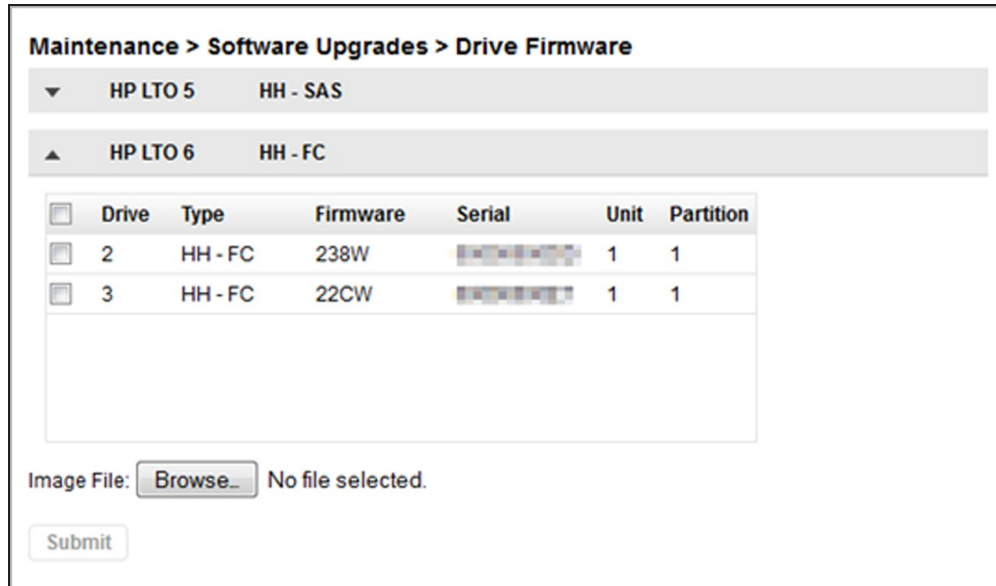 Maintenance > Software Upgrades > Drive Firmware
HP LTO 5 HH - SAS
HP LTO 6 HH - FC
Drive Type Firmware Serial Unit Partition
2 HH - FC 238W 1 1
3 HH - FC 22CW 1 1
Image File: Browse... No file selected.
Submit